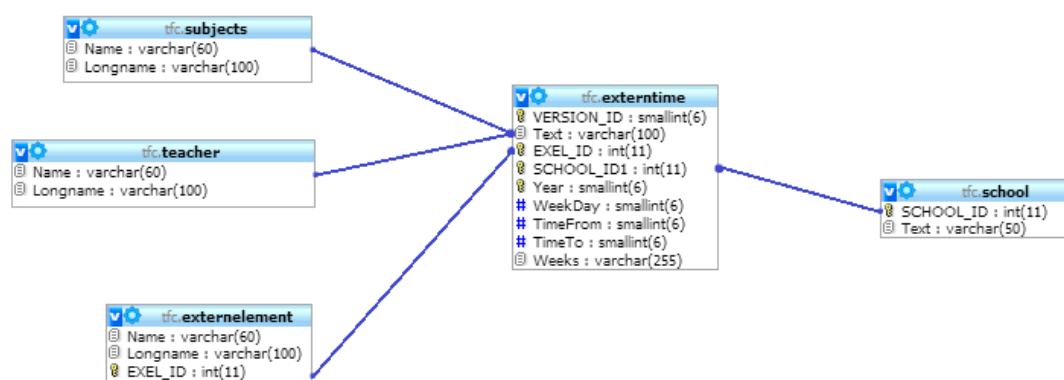 tfc.subjects
Name : varchar(60)
Longname : varchar(100)
tfc.teacher
Name : varchar(60)
Longname : varchar(100)
tfc.externelement
Name : varchar(60)
Longname : varchar(100)
EXEL_ID : int(11)
tfc.externtime
VERSION_ID : smallint(6)
Text : varchar(100)
EXEL_ID : int(11)
SCHOOL_ID1 : int(11)
Year : smallint(6)
# WeekDay : smallint(6)
# TimeFrom : smallint(6)
# TimeTo : smallint(6)
Weeks : varchar(255)
tfc.school
SCHOOL_ID : int(11)
Text : varchar(50)